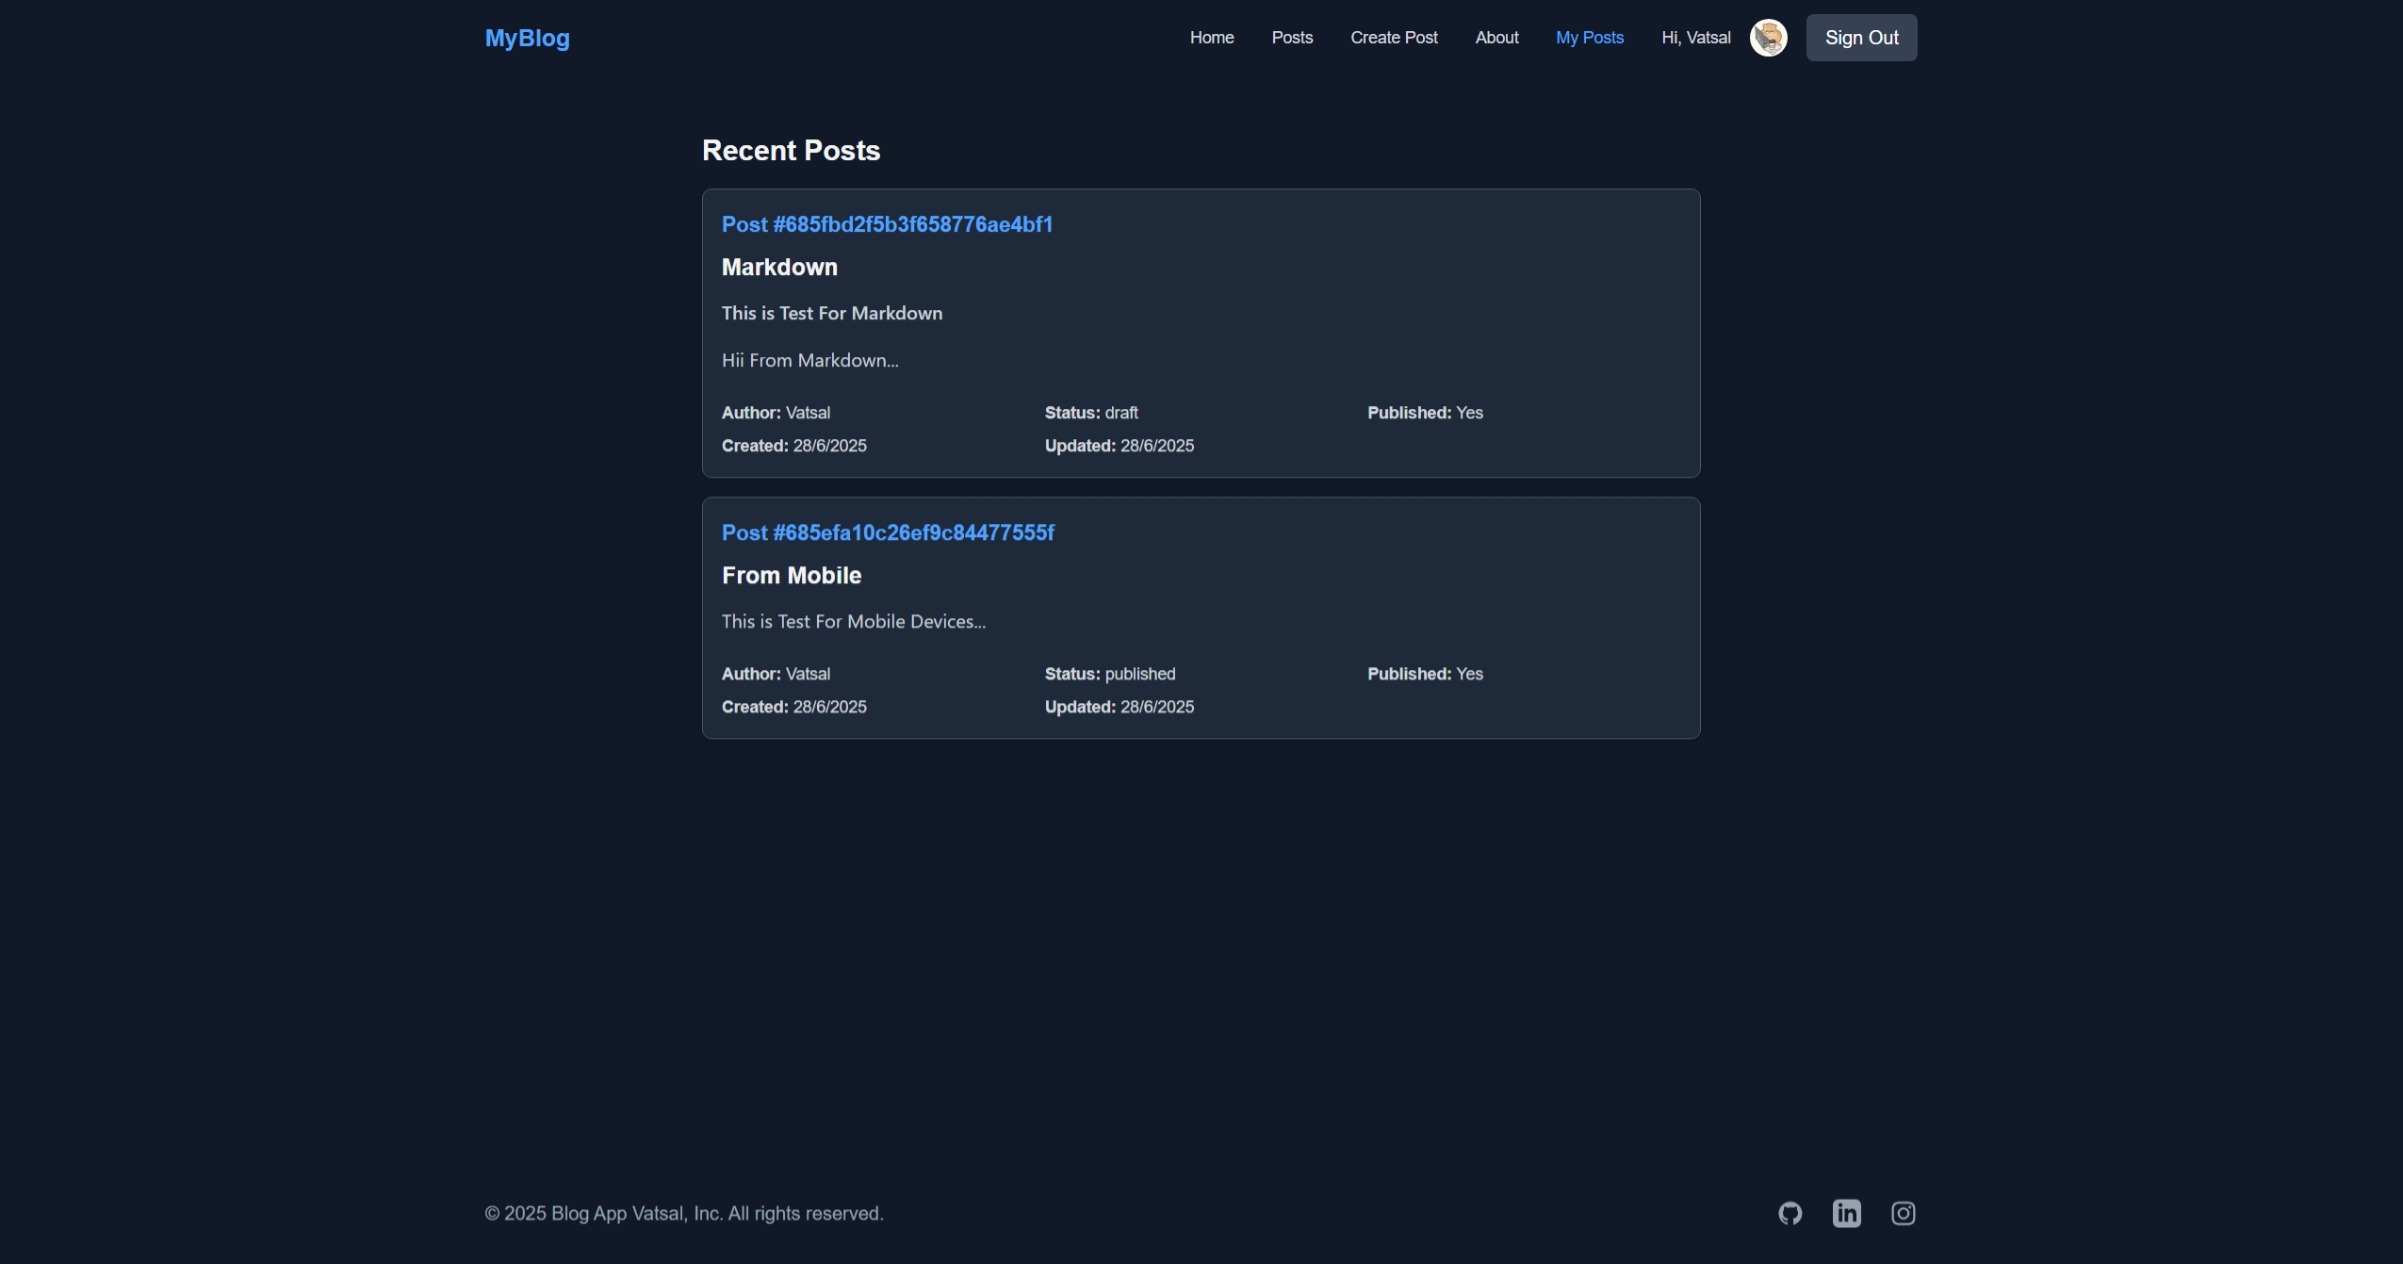 MyBlog
Home Posts Create Post About My Posts Hi, Vatsal Sign Out
Recent Posts
Post #685fbd2f5b3f658776ae4bf1
Markdown
This is Test For Markdown
Hii From Markdown...
Author: Vatsal Status: draft Published: Yes
Created: 28/6/2025 Updated: 28/6/2025
Post #685efa10c26ef9c84477555f
From Mobile
This is Test For Mobile Devices...
Author: Vatsal Status: published Published: Yes
Created: 28/6/2025 Updated: 28/6/2025
© 2025 Blog App Vatsal, Inc. All rights reserved.
in